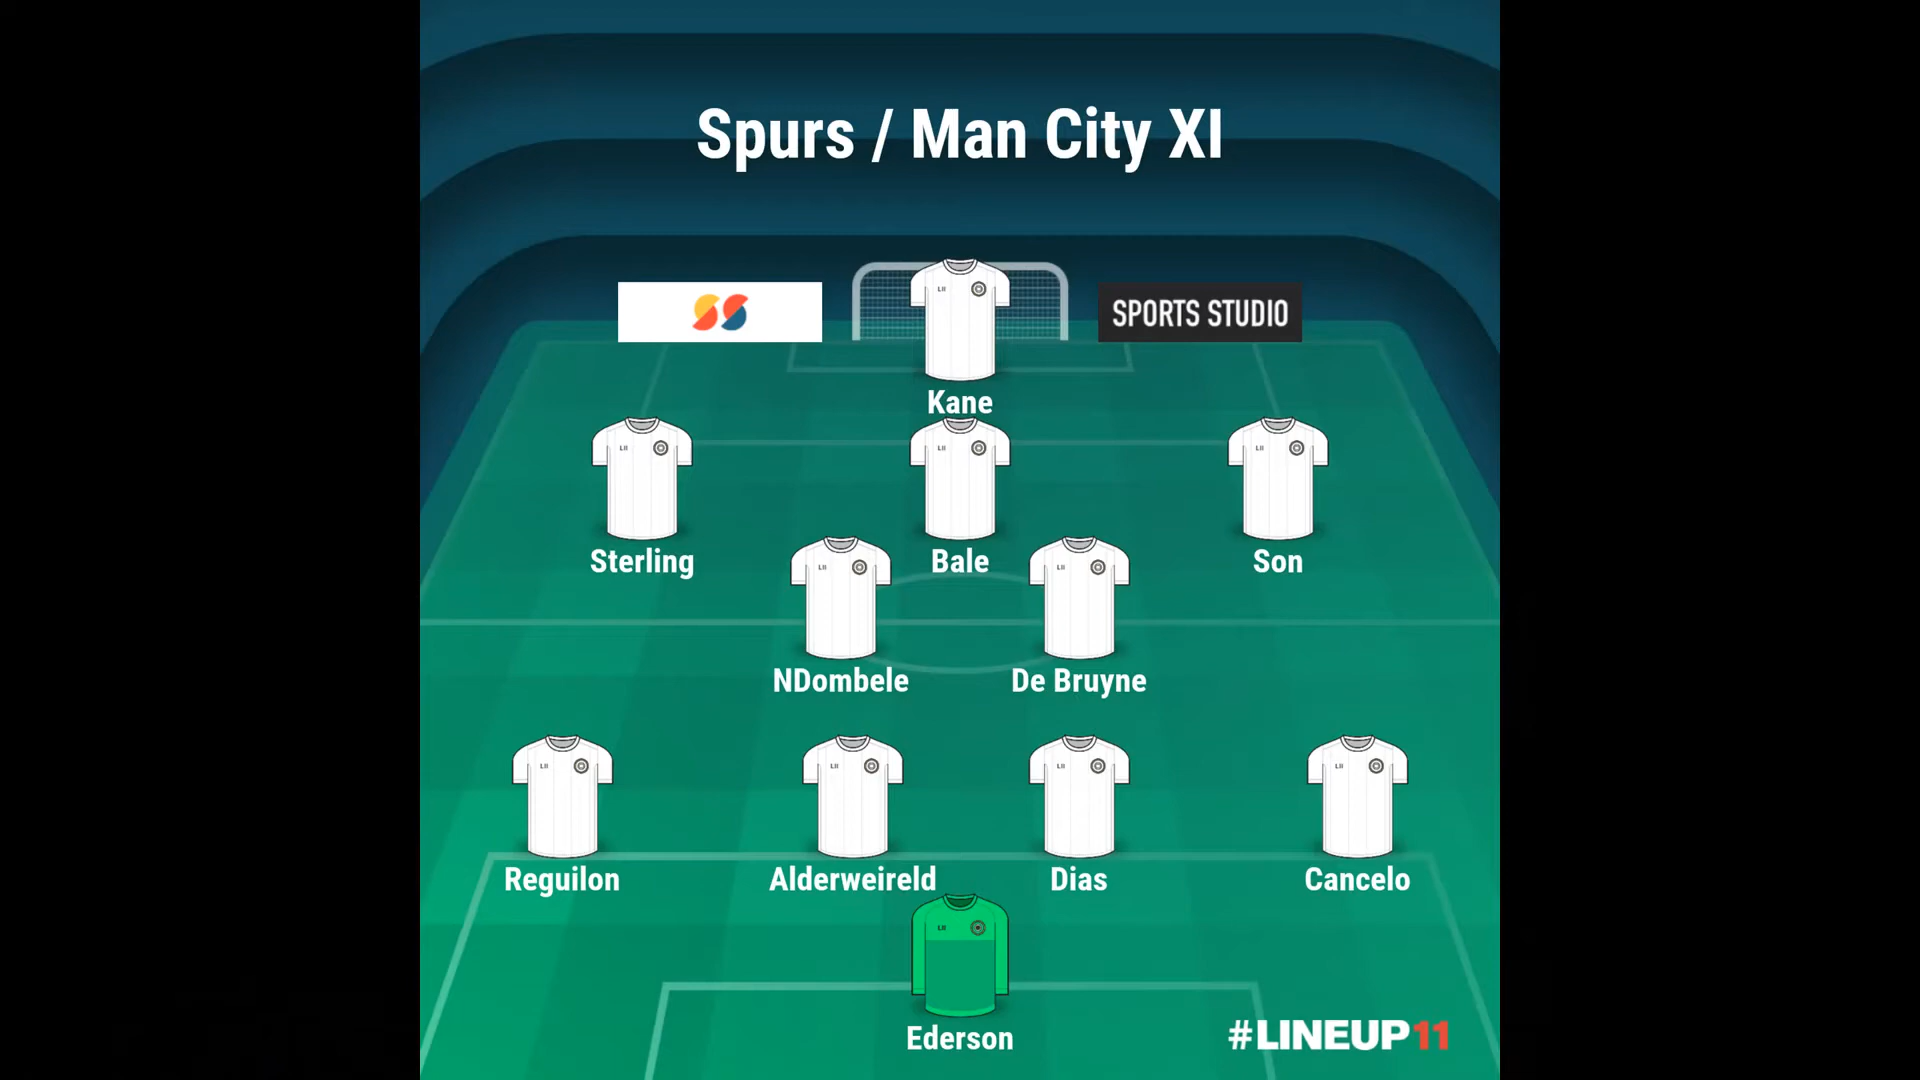 Spurs / Man City XI
SPORTS STUDIO
Kane
Sterling
Bale
Son
NDombele
De Bruyne
Reguilon
Alderweireld
Dias
Cancelo
Ederson
#LINEUP11